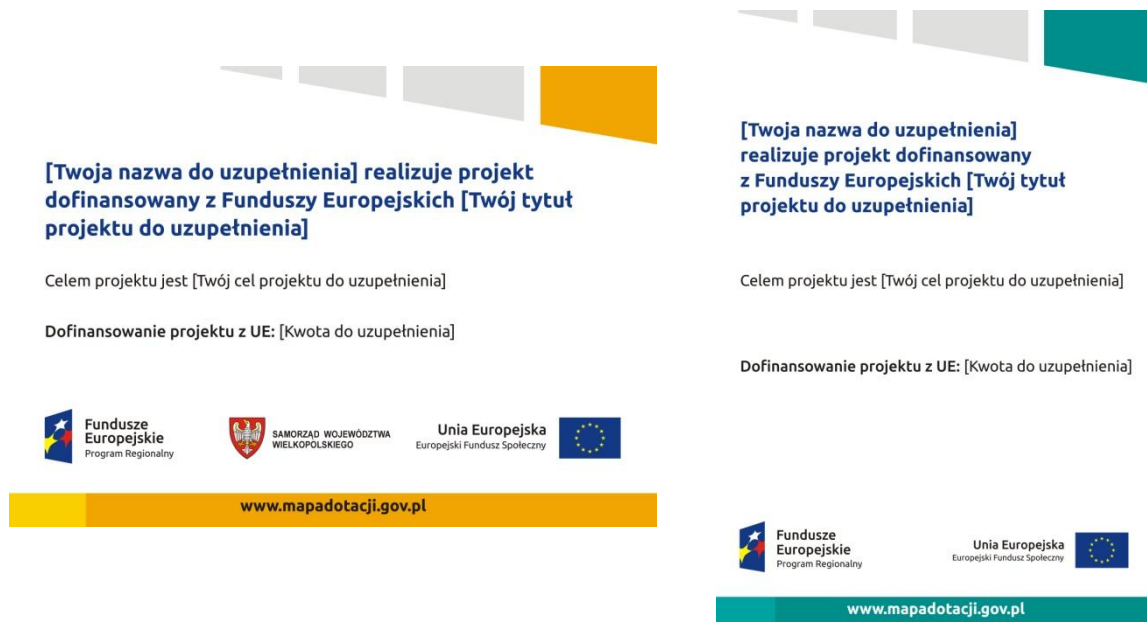 [Twoja nazwa do uzupełnienia] realizuje projekt
dofinansowany z Funduszy Europejskich [Twój tytuł
projektu do uzupełnienia]
Celem projektu jest [Twój cel projektu do uzupełnienia]
Dofinansowanie projektu z UE: [Kwota do uzupełnienia]
Fundusze
Europejskie
Program Regionalny
SAMORZĄD WOJEWÓDZTWA
WIELKOPOLSKIEGO
Unia Europejska
Europejski Fundusz Społeczny
www.mapadotacji.gov.pl
[Twoja nazwa do uzupełnienia]
realizuje projekt dofinansowany
z Funduszy Europejskich [Twój tytuł
projektu do uzupełnienia]
Celem projektu jest [Twój cel projektu do uzupełnienia]
Dofinansowanie projektu z UE: [Kwota do uzupełnienia]
Fundusze
Europejskie
Program Regionalny
Unia Europejska
Europejski Fundusz Społeczny
www.mapadotacji.gov.pl